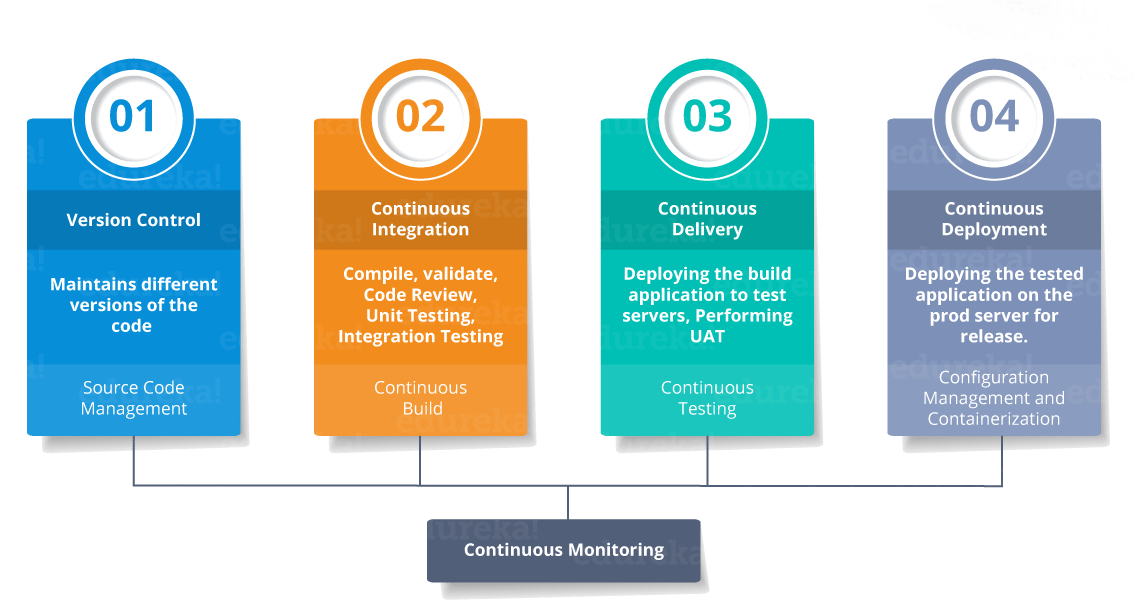 01
Version Control
Maintains different
versions of the
code
Source Code
Management
02
Continuous
Integration
Compile, validate,
Code Review,
Unit Testing,
Integration Testing
Continuous
Build
03
Continuous
Delivery
Deploying the build
application to test
servers, Performing
UAT
Continuous
Testing
04
Continuous
Deployment
Deploying the tested
application on the
prod server for
release.
Configuration
Management and
Containerization
Continuous Monitoring
edureka!